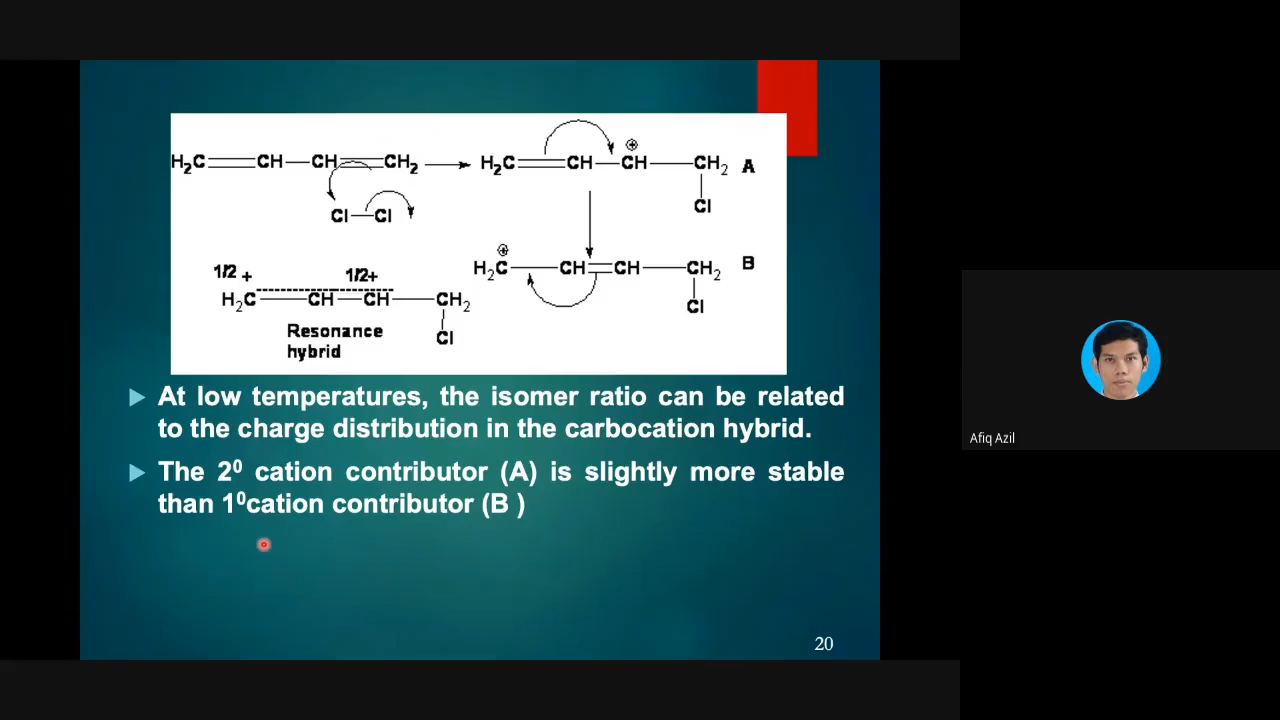 H₂C═CH—CH═CH₂ → H₂C═CH—CH—CH₂ A
⊕
Cl—Cl
Cl
⊕
H₂C—CH═CH—CH₂ B
Cl
1/2 + 1/2+
H₂C—CH—CH—CH₂
Cl
Resonance
hybrid
At low temperatures, the isomer ratio can be related
to the charge distribution in the carbocation hybrid.
The 2⁰ cation contributor (A) is slightly more stable
than 1⁰cation contributor (B )
20
Afiq Azil